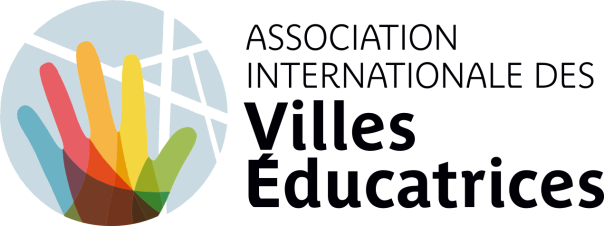 ASSOCIATION
INTERNATIONALE DES
Villes
Éducatrices